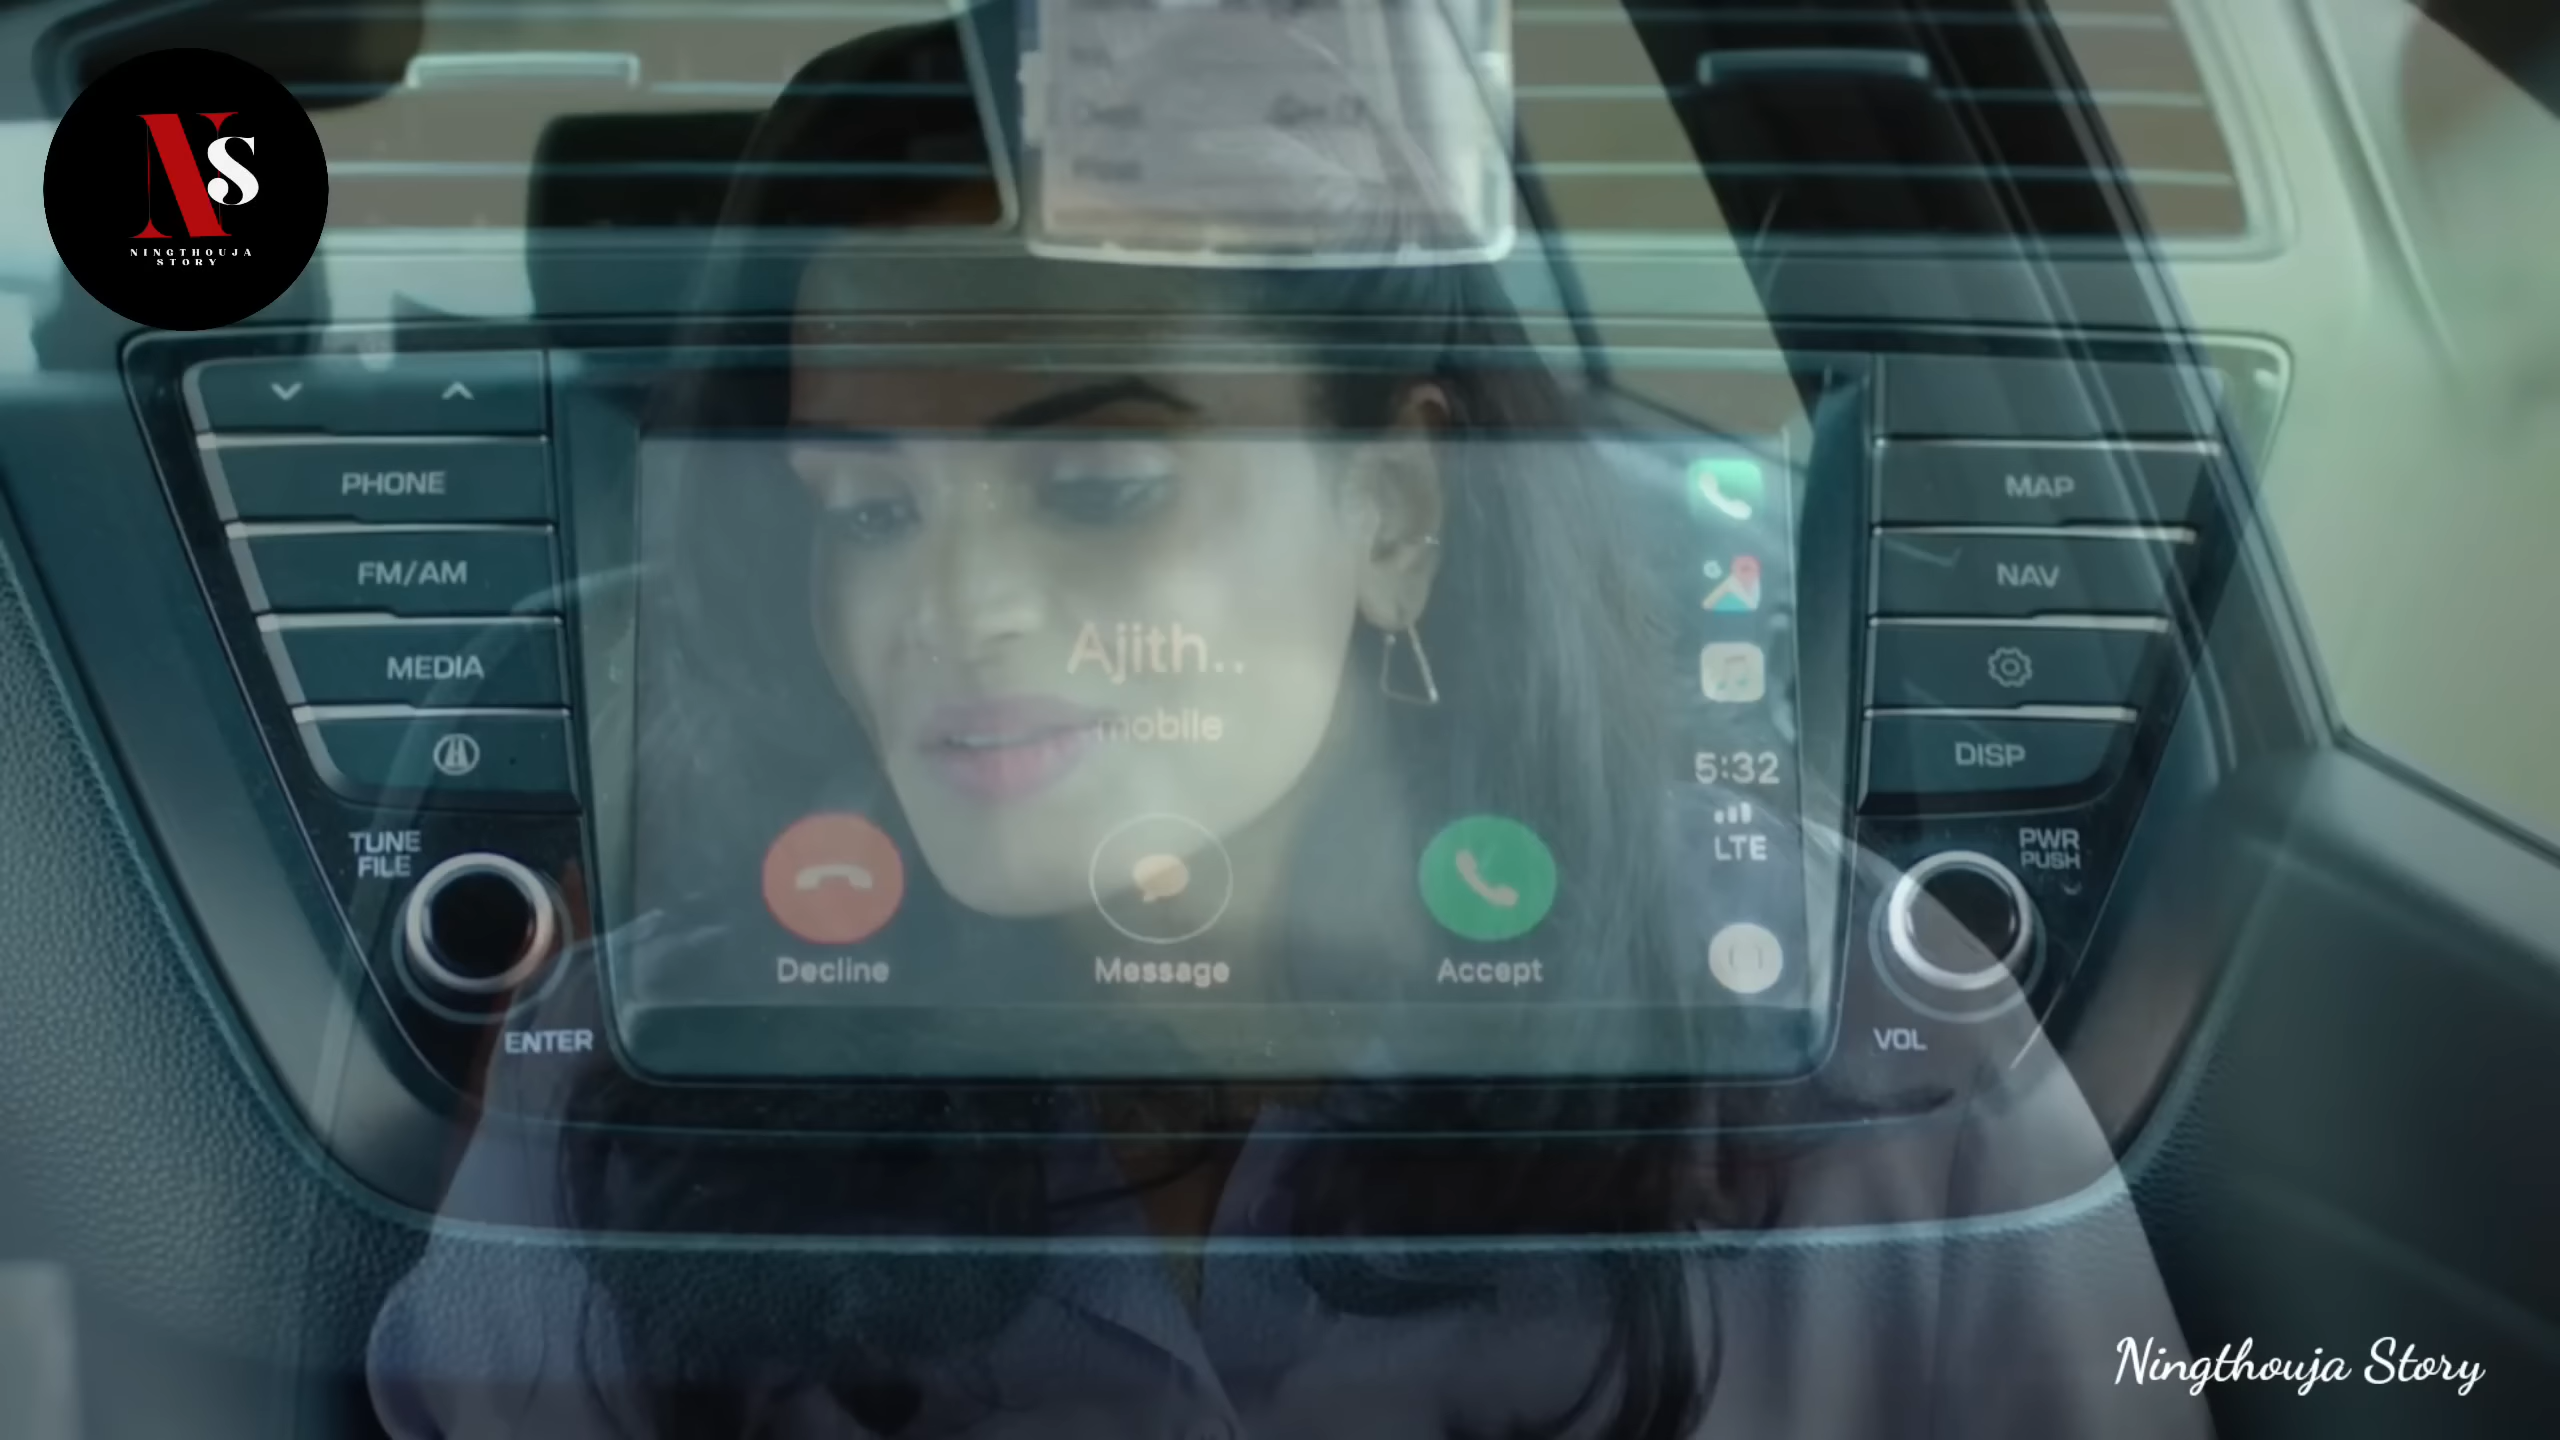 Ns
NINGTHOUJA
STORY
PHONE
FM/AM
MEDIA
TUNE
FILE
ENTER
Ajith..
mobile
Decline
Message
Accept
5:32
LTE
MAP
NAV
DISP
PWR
PUSH
VOL
Ningthouja Story